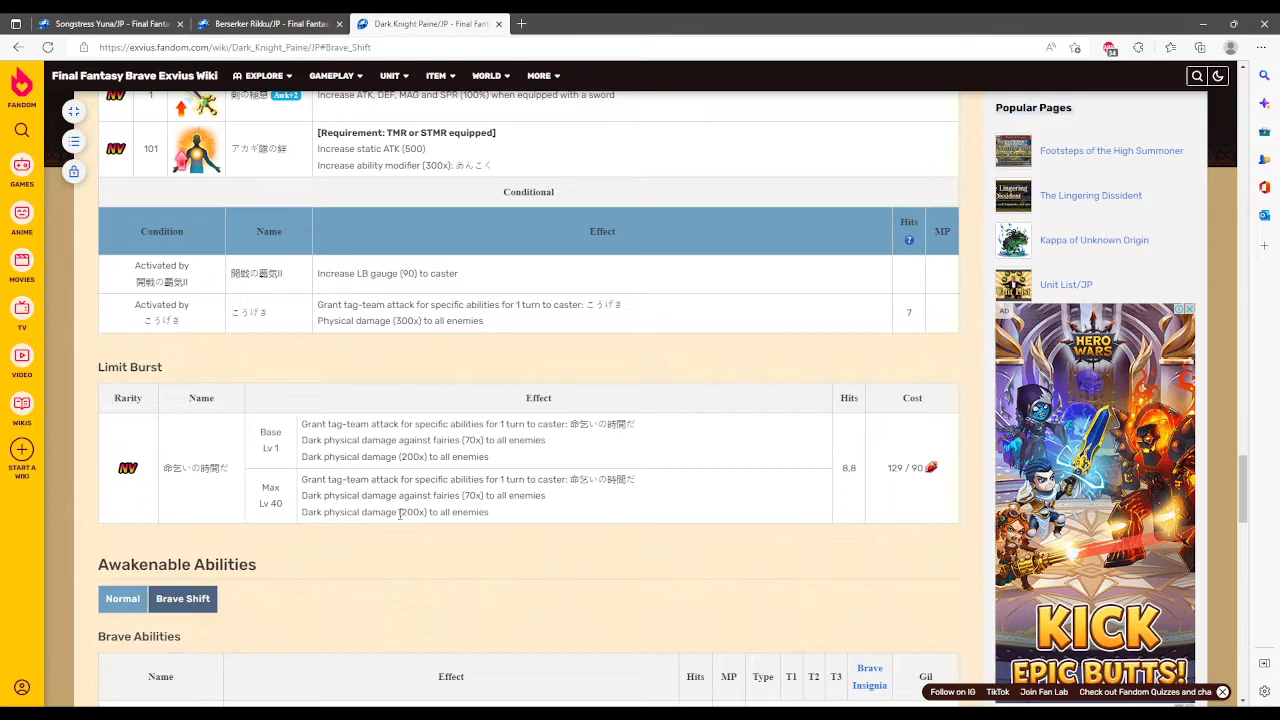 Songstress Yuna/JP - Final Fanta
Berserker Rikku/JP - Final Fantas
Dark Knight Paine/JP - Final Fant
https://exvius.fandom.com/wiki/Dark_Knight_Paine/JP#Brave_Shift
Final Fantasy Brave Exvius Wiki
EXPLORE
GAMEPLAY
UNIT
ITEM
WORLD
MORE
FANDOM
GAMES
ANIME
MOVIES
TV
VIDEO
WIKIS
START A
WIKI
NV
1
剣の極意 Awk+2
Increase ATK, DEF, MAG and SPR (100%) when equipped with a sword
NV
101
アカギ隊の絆
[Requirement: TMR or STMR equipped]
Increase static ATK (500)
Increase ability modifier (300x): あんこく
Conditional
Condition
Name
Effect
Hits
?
MP
Activated by
開戦の覇気II
開戦の覇気II
Increase LB gauge (90) to caster
Activated by
こうげき
こうげき
Grant tag-team attack for specific abilities for 1 turn to caster: こうげき
Physical damage (300x) to all enemies
7
Limit Burst
Rarity
Name
Effect
Hits
Cost
NV
命乞いの時間だ
Base
Lv 1
Grant tag-team attack for specific abilities for 1 turn to caster: 命乞いの時間だ
Dark physical damage against fairies (70x) to all enemies
Dark physical damage (200x) to all enemies
Max
Lv 40
Grant tag-team attack for specific abilities for 1 turn to caster: 命乞いの時間だ
Dark physical damage against fairies (70x) to all enemies
Dark physical damage (200x) to all enemies
8.8
129 / 90
Awakenable Abilities
Normal
Brave Shift
Brave Abilities
Name
Effect
Hits
MP
Type
T1
T2
T3
Brave
Insignia
Gil
Popular Pages
Footsteps of the High Summoner
The Lingering Dissident
Kappa of Unknown Origin
Unit List/JP
AD
HERO
WARS
KICK
EPIC BUTTS!
Follow on IG
TikTok
Join Fan Lab
Check out Fandom Quizzes and cha